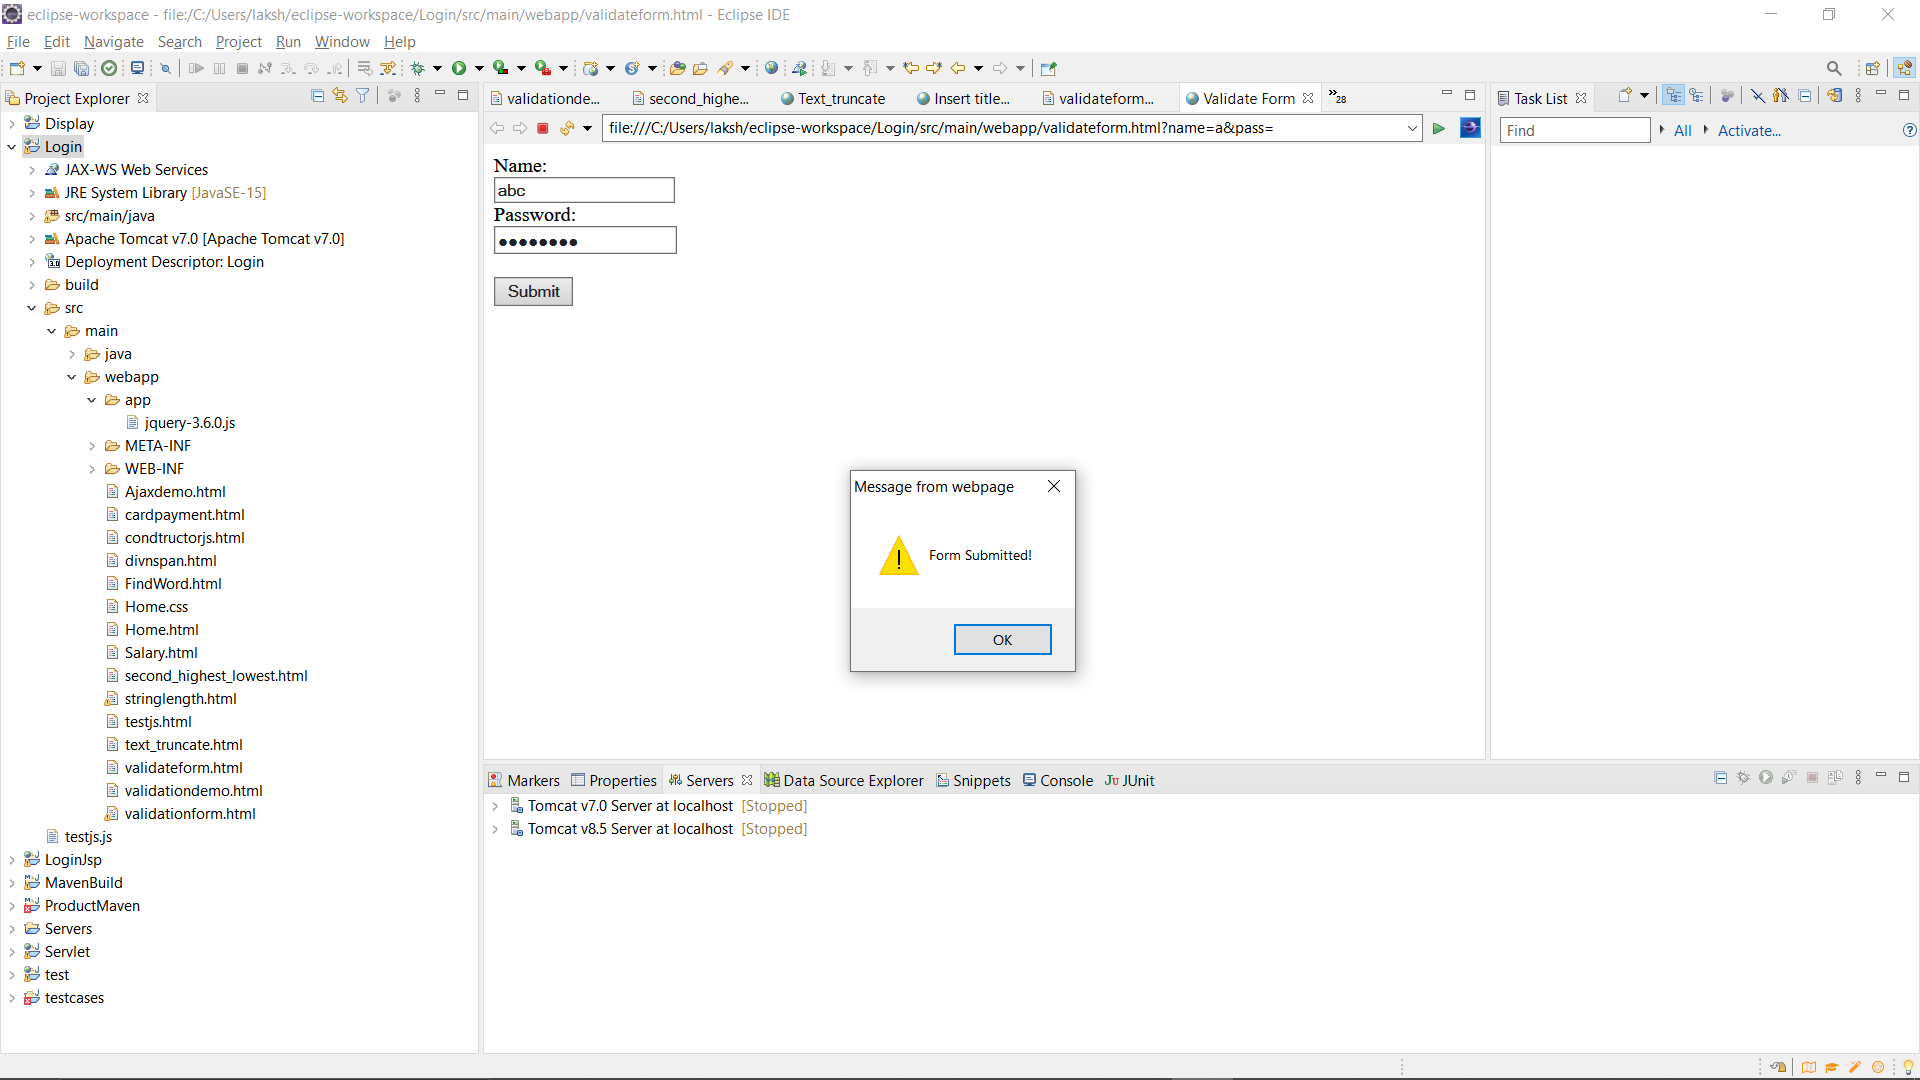 eclipse-workspace - file:/C:/Users/laksh/eclipse-workspace/Login/src/main/webapp/validateform.html - Eclipse IDE
File Edit Navigate Search Project Run Window Help
Project Explorer
validationde...
second_highe...
Text_truncate
Insert title...
validateform...
Validate Form
»28
Task List
file:///C:/Users/laksh/eclipse-workspace/Login/src/main/webapp/validateform.html?name=a&pass=
Find
All
Activate...
Display
Login
JAX-WS Web Services
JRE System Library [JavaSE-15]
src/main/java
Apache Tomcat v7.0 [Apache Tomcat v7.0]
Deployment Descriptor: Login
build
src
main
java
webapp
app
jquery-3.6.0.js
META-INF
WEB-INF
Ajaxdemo.html
cardpayment.html
condtructorjs.html
divnspan.html
FindWord.html
Home.css
Home.html
Salary.html
second_highest_lowest.html
stringlength.html
testjs.html
text_truncate.html
validateform.html
validationdemo.html
validationform.html
testjs.js
LoginJsp
MavenBuild
ProductMaven
Servers
Servlet
test
testcases
Name:
abc
Password:
••••••••
Submit
Message from webpage
Form Submitted!
OK
Markers
Properties
Servers
Data Source Explorer
Snippets
Console
JUnit
Tomcat v7.0 Server at localhost [Stopped]
Tomcat v8.5 Server at localhost [Stopped]